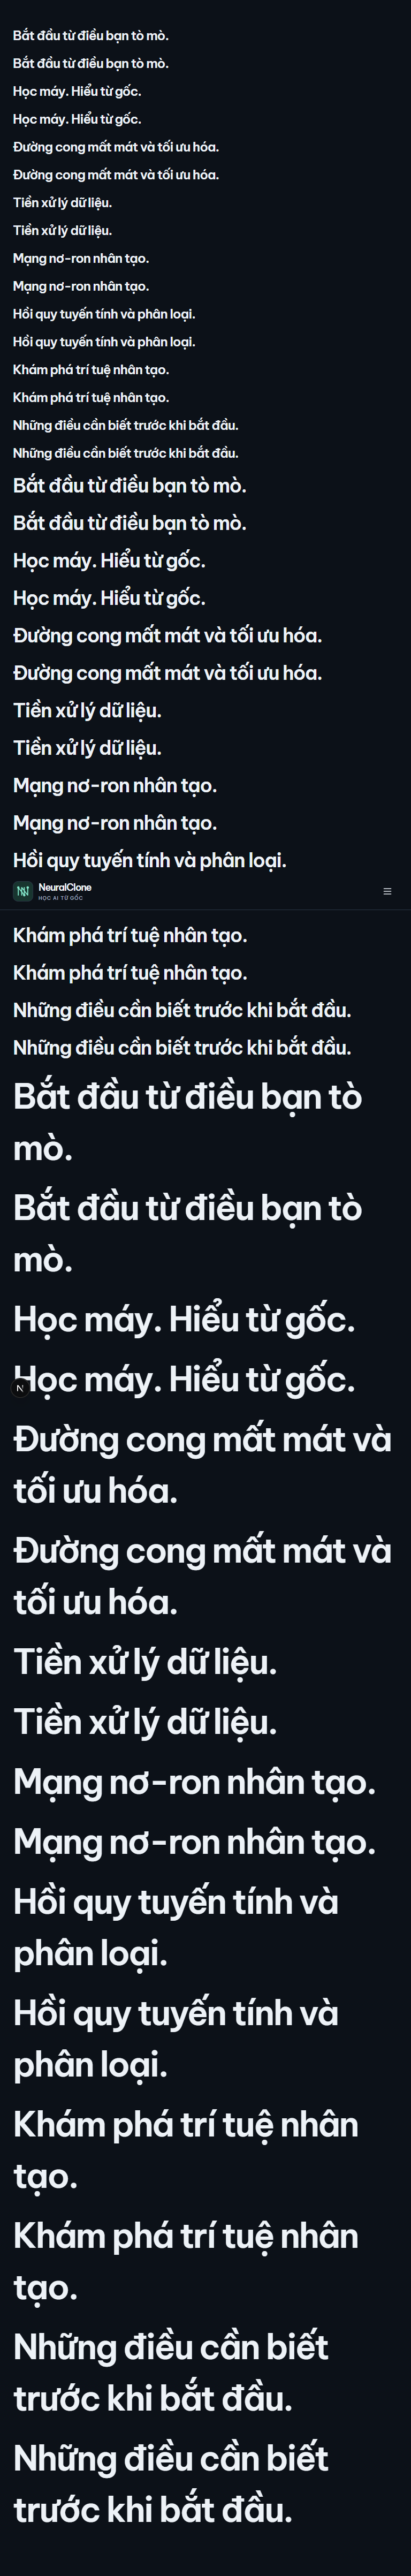 Bắt đầu từ điều bạn tò mò.
Bắt đầu từ điều bạn tò mò.
Học máy. Hiểu từ gốc.
Học máy. Hiểu từ gốc.
Đường cong mất mát và tối ưu hóa.
Đường cong mất mát và tối ưu hóa.
Tiền xử lý dữ liệu.
Tiền xử lý dữ liệu.
Mạng nơ-ron nhân tạo.
Mạng nơ-ron nhân tạo.
Hồi quy tuyến tính và phân loại.
Hồi quy tuyến tính và phân loại.
Khám phá trí tuệ nhân tạo.
Khám phá trí tuệ nhân tạo.
Những điều cần biết trước khi bắt đầu.
Những điều cần biết trước khi bắt đầu.
Bắt đầu từ điều bạn tò mò.
Bắt đầu từ điều bạn tò mò.
Học máy. Hiểu từ gốc.
Học máy. Hiểu từ gốc.
Đường cong mất mát và tối ưu hóa.
Đường cong mất mát và tối ưu hóa.
Tiền xử lý dữ liệu.
Tiền xử lý dữ liệu.
Mạng nơ-ron nhân tạo.
Mạng nơ-ron nhân tạo.
Hồi quy tuyến tính và phân loại.
NeuralClone
HỌC AI TỪ GỐC
Khám phá trí tuệ nhân tạo.
Khám phá trí tuệ nhân tạo.
Những điều cần biết trước khi bắt đầu.
Những điều cần biết trước khi bắt đầu.
Bắt đầu từ điều bạn tò
mò.
Bắt đầu từ điều bạn tò
mò.
Học máy. Hiểu từ gốc.
Học máy. Hiểu từ gốc.
N
Đường cong mất mát và
tối ưu hóa.
Đường cong mất mát và
tối ưu hóa.
Tiền xử lý dữ liệu.
Tiền xử lý dữ liệu.
Mạng nơ-ron nhân tạo.
Mạng nơ-ron nhân tạo.
Hồi quy tuyến tính và
phân loại.
Hồi quy tuyến tính và
phân loại.
Khám phá trí tuệ nhân
tạo.
Khám phá trí tuệ nhân
tạo.
Những điều cần biết
trước khi bắt đầu.
Những điều cần biết
trước khi bắt đầu.